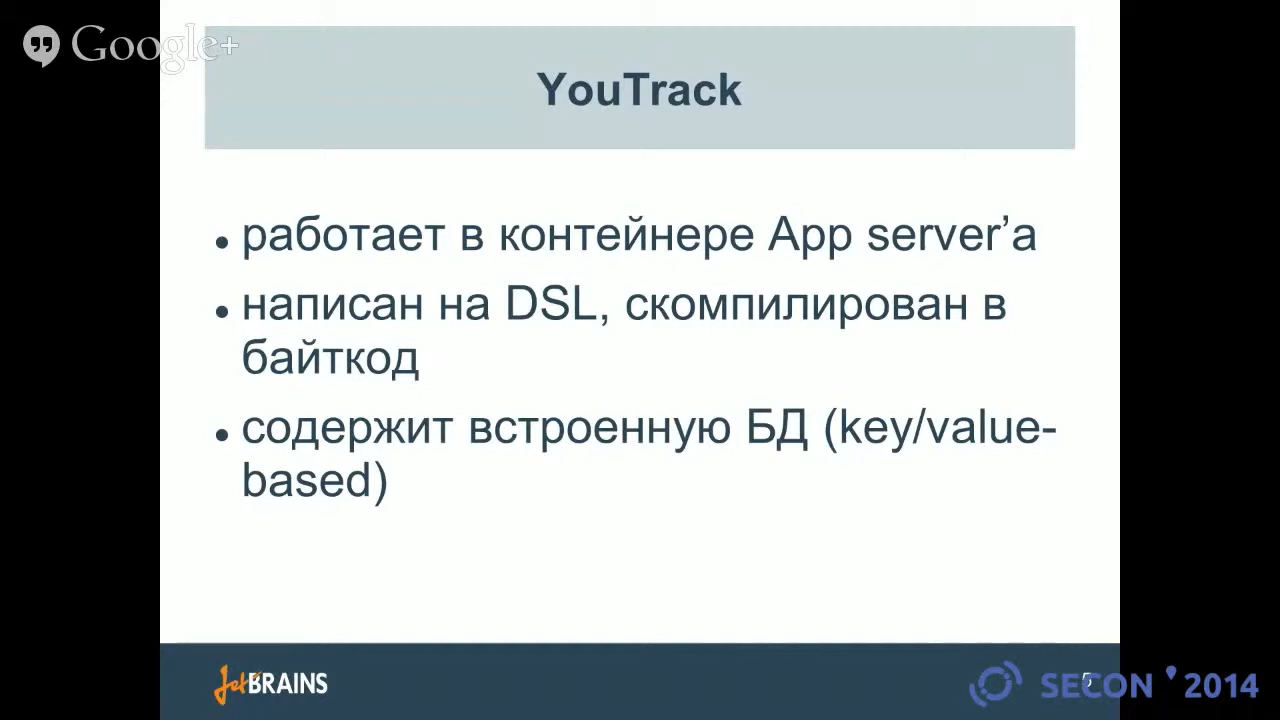 Google+
YouTrack
работает в контейнере App server’а
написан на DSL, скомпилирован в
байткод
содержит встроенную БД (key/value-
based)
JetBRAINS
5
SECON ' 2014